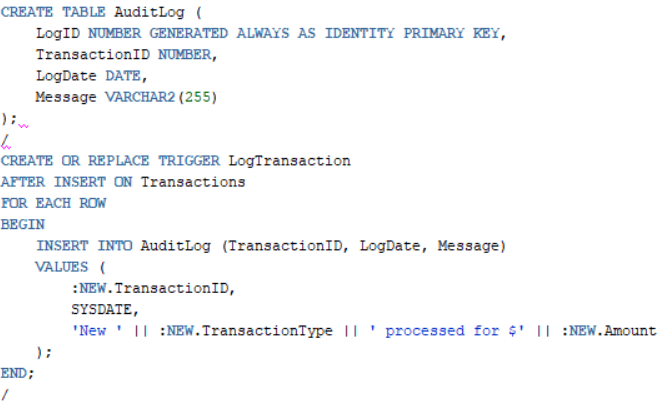 CREATE TABLE AuditLog (
    LogID NUMBER GENERATED ALWAYS AS IDENTITY PRIMARY KEY,
    TransactionID NUMBER,
    LogDate DATE,
    Message VARCHAR2(255)
);
/
CREATE OR REPLACE TRIGGER LogTransaction
AFTER INSERT ON Transactions
FOR EACH ROW
BEGIN
    INSERT INTO AuditLog (TransactionID, LogDate, Message)
    VALUES (
        :NEW.TransactionID,
        SYSDATE,
        'New ' || :NEW.TransactionType || ' processed for $' || :NEW.Amount
    );
END;
/